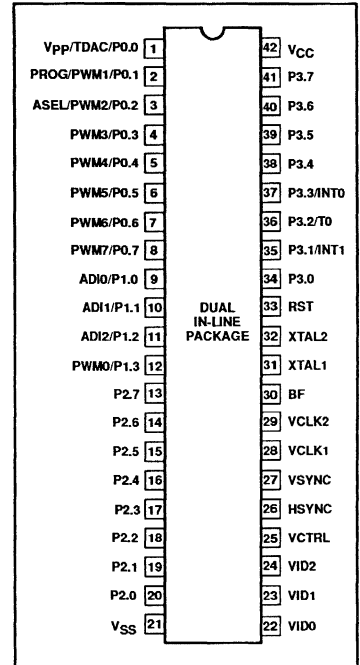 VPP/TDAC/P0.0 1
PROG/PWM1/P0.1 2
ASEL/PWM2/P0.2 3
PWM3/P0.3 4
PWM4/P0.4 5
PWM5/P0.5 6
PWM6/P0.6 7
PWM7/P0.7 8
ADI0/P1.0 9
ADI1/P1.1 10
ADI2/P1.2 11
PWM0/P1.3 12
P2.7 13
P2.6 14
P2.5 15
P2.4 16
P2.3 17
P2.2 18
P2.1 19
P2.0 20
VSS 21
DUAL
IN-LINE
PACKAGE
42 VCC
41 P3.7
40 P3.6
39 P3.5
38 P3.4
37 P3.3/INT0
36 P3.2/T0
35 P3.1/INT1
34 P3.0
33 RST
32 XTAL2
31 XTAL1
30 BF
29 VCLK2
28 VCLK1
27 VSYNC
26 HSYNC
25 VCTRL
24 VID2
23 VID1
22 VID0